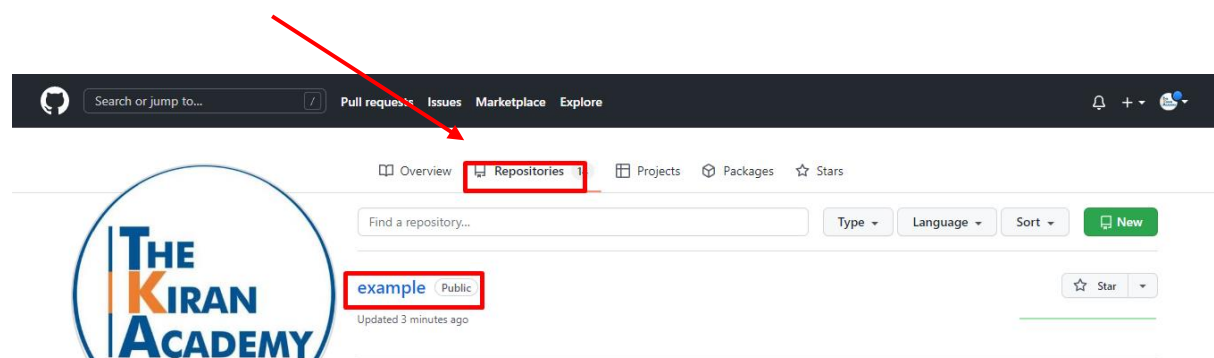 Search or jump to... /
Pull requests Issues Marketplace Explore
Overview Repositories Projects Packages Stars
Find a repository... Type Language Sort New
THE
KIRAN
ACADEMY
example Public
Star
Updated 3 minutes ago